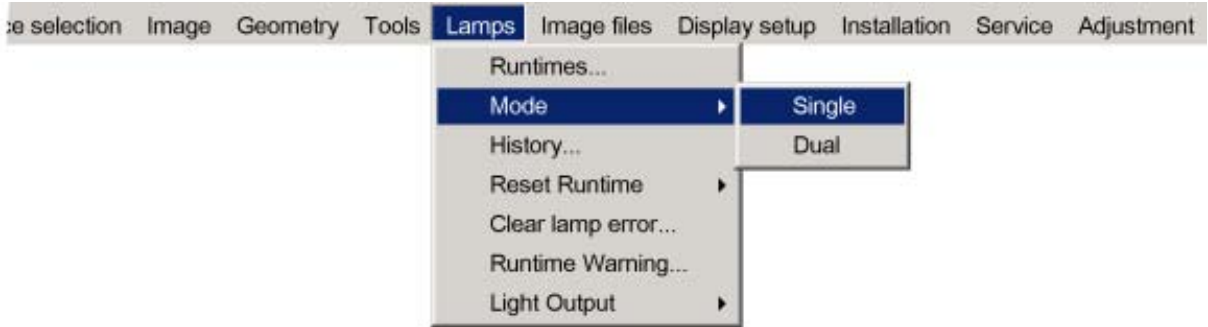 ce selection Image Geometry Tools Lamps Image files Display setup Installation Service Adjustment
Runtimes...
Mode Single
Dual
History...
Reset Runtime
Clear lamp error...
Runtime Warning...
Light Output